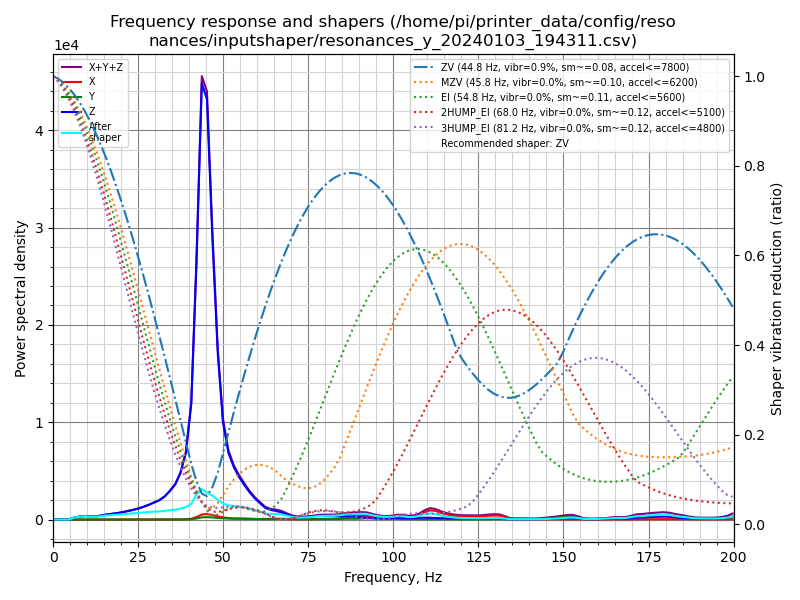 Frequency response and shapers (/home/pi/printer_data/config/reso
nances/inputshaper/resonances_y_20240103_194311.csv)
1e4
X+Y+Z
X
Y
Z
After
shaper
ZV (44.8 Hz, vibr=0.9%, sm~=0.08, accel<=7800)
MZV (45.8 Hz, vibr=0.0%, sm~=0.10, accel<=6200)
EI (54.8 Hz, vibr=0.0%, sm~=0.11, accel<=5600)
2HUMP_EI (68.0 Hz, vibr=0.0%, sm~=0.12, accel<=5100)
3HUMP_EI (81.2 Hz, vibr=0.0%, sm~=0.12, accel<=4800)
Recommended shaper: ZV
Power spectral density
4
3
2
1
0
Shaper vibration reduction (ratio)
1.0
0.8
0.6
0.4
0.2
0.0
0 25 50 75 100 125 150 175 200
Frequency, Hz